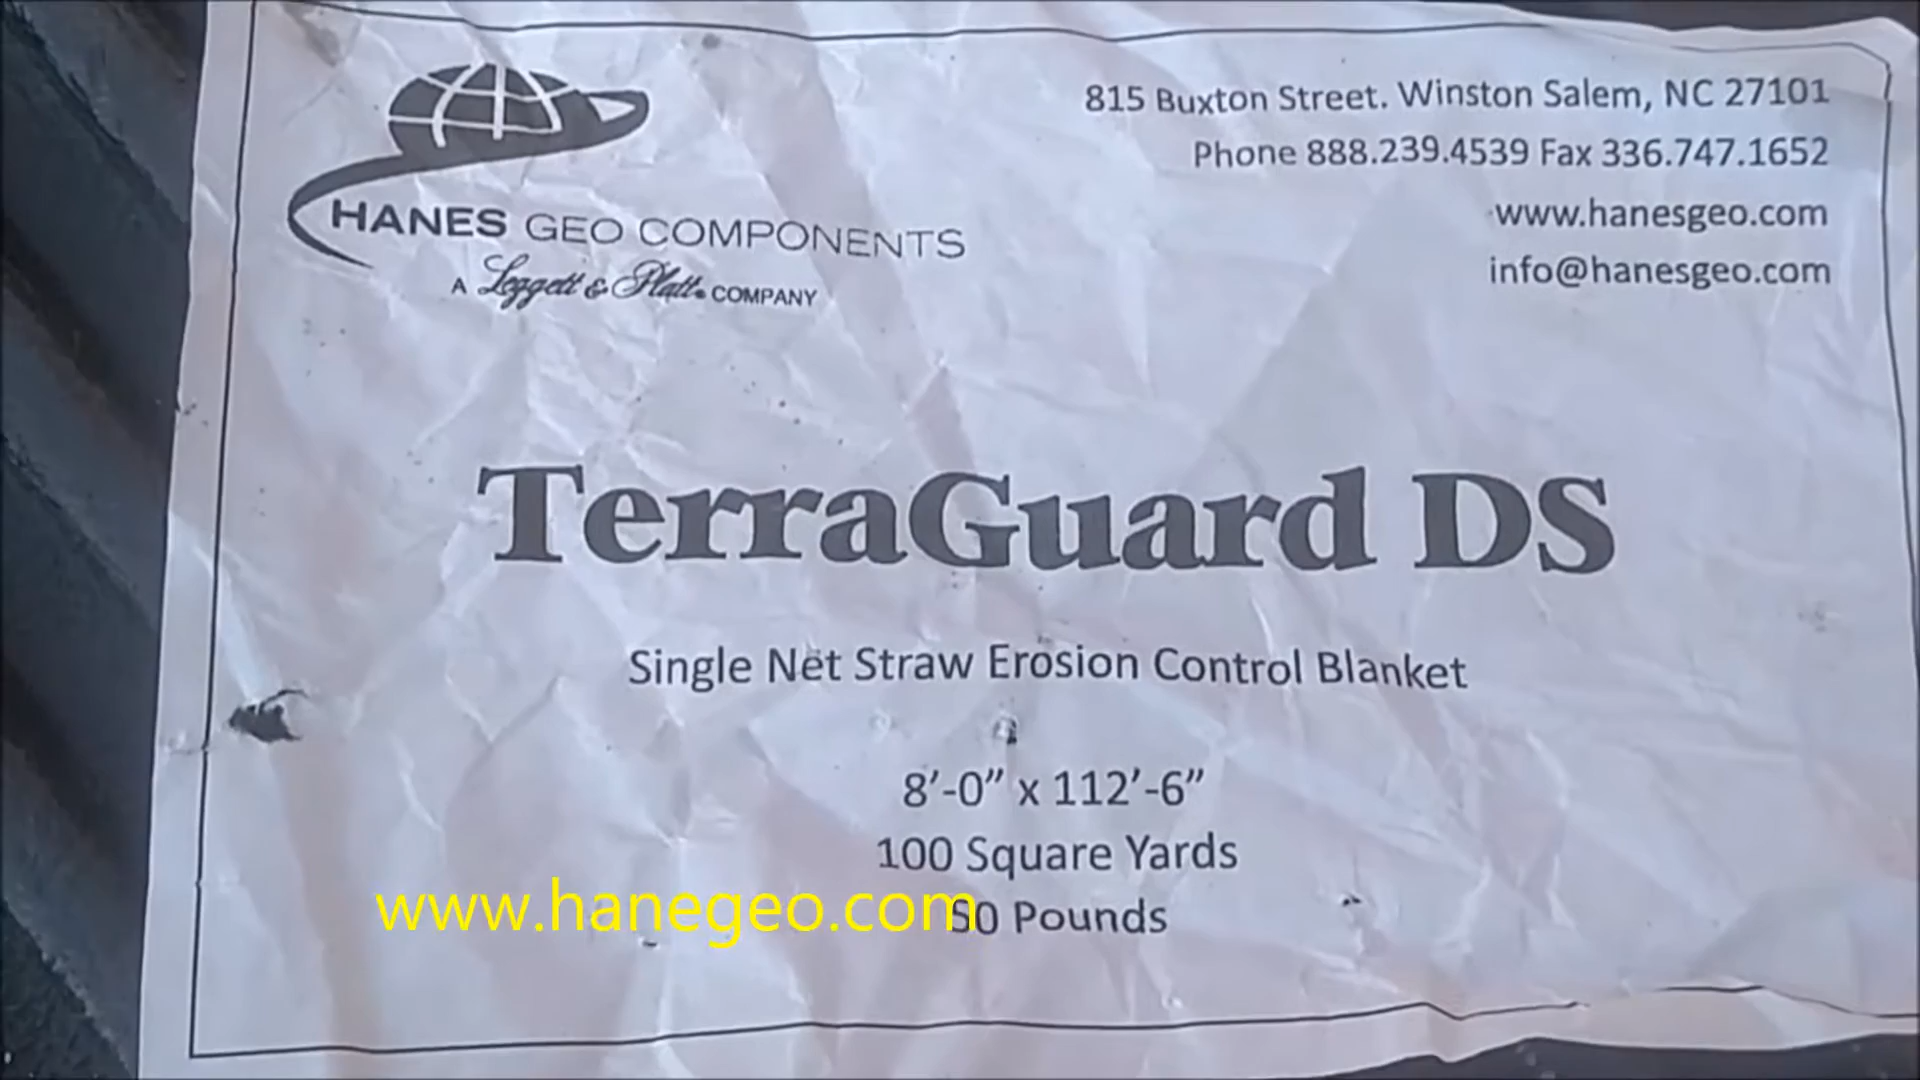 815 Buxton Street. Winston Salem, NC 27101
Phone 888.239.4539 Fax 336.747.1652
www.hanesgeo.com
info@hanesgeo.com
HANES GEO COMPONENTS
A Leggett & Platt COMPANY
TerraGuard DS
Single Net Straw Erosion Control Blanket
8’-0” x 112’-6”
100 Square Yards
50 Pounds
www.hanegeo.com